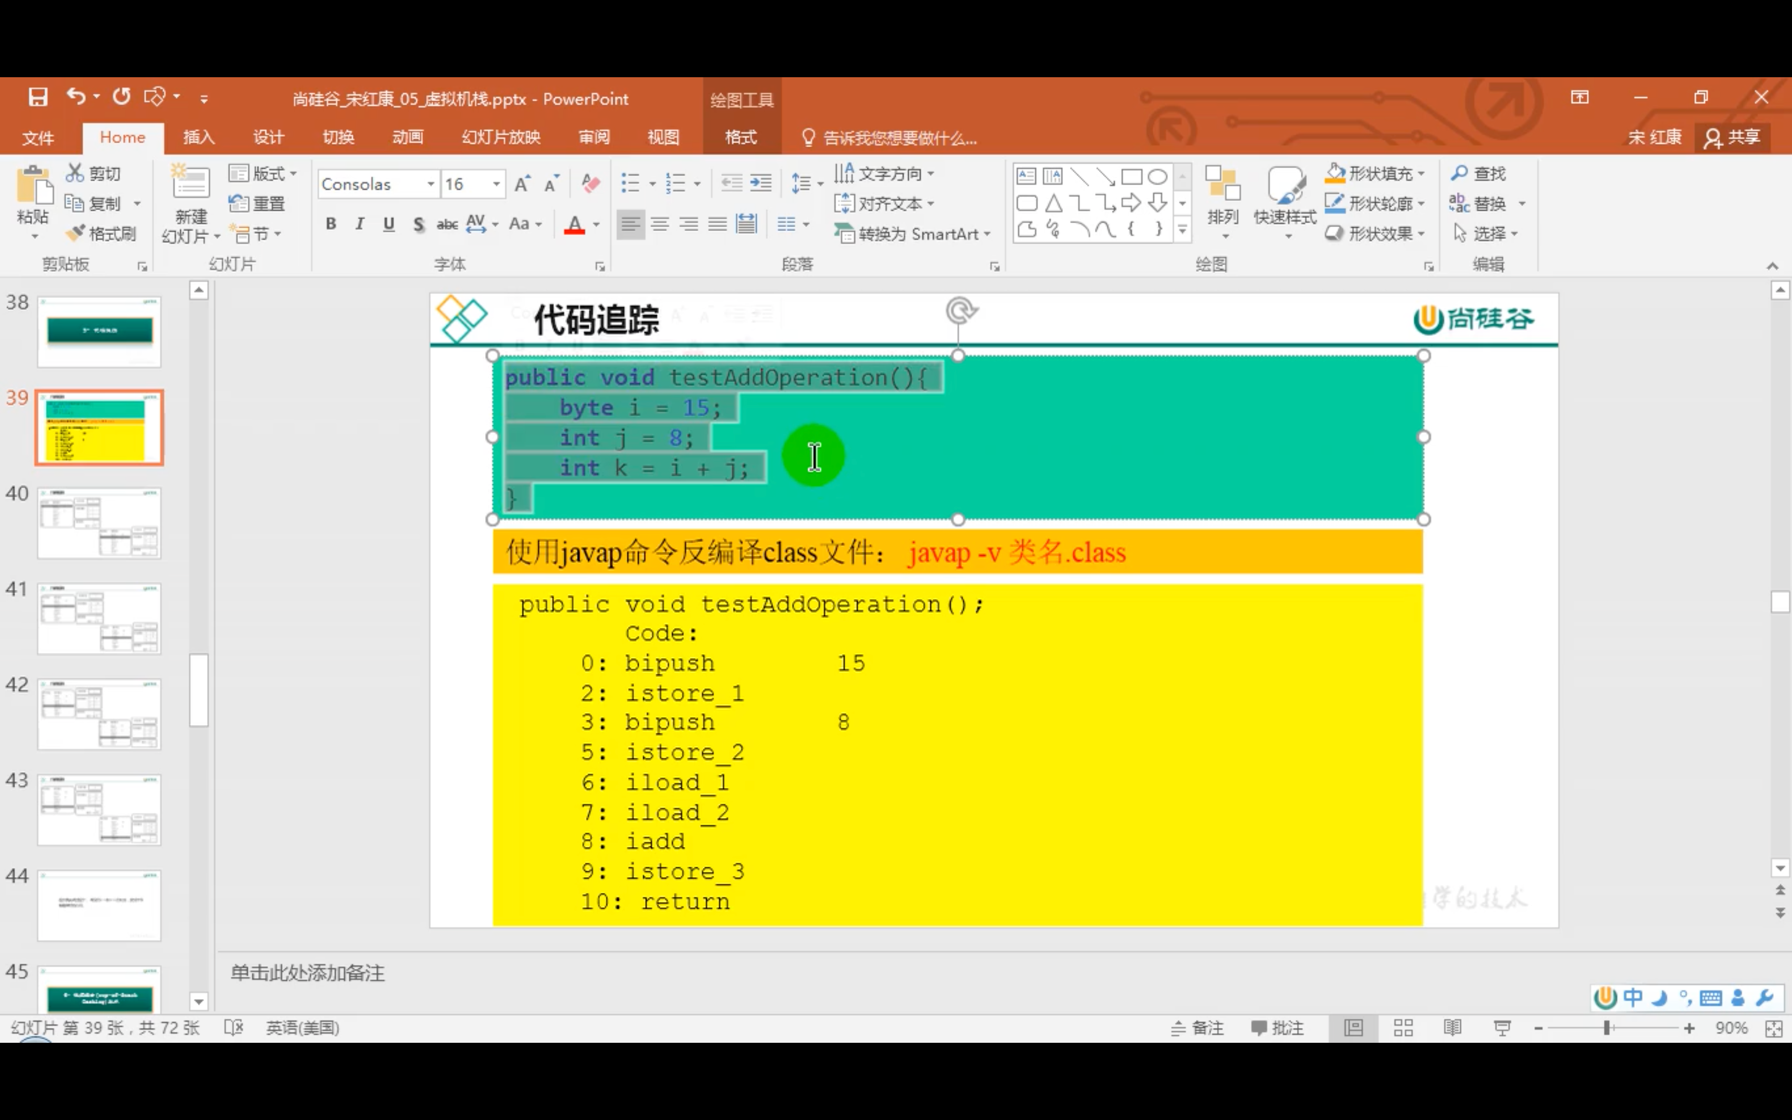 尚硅谷_宋红康_05_虚拟机栈.pptx - PowerPoint
绘图工具
文件 Home 插入 设计 切换 动画 幻灯片放映 审阅 视图 格式 告诉我您想要做什么... 宋 红康 共享
粘贴
剪切
复制
格式刷
剪贴板
新建
幻灯片
版式
重置
节
幻灯片
Consolas 16
B I U S abc AV Aa A
字体
文字方向
对齐文本
转换为 SmartArt
段落
排列
快速样式
形状填充
形状轮廓
形状效果
绘图
查找
替换
选择
编辑
38
39
40
41
42
43
44
45
代码追踪
尚硅谷
public void testAddOperation(){
byte i = 15;
int j = 8;
int k = i + j;
}
使用javap命令反编译class文件： javap -v 类名.class
public void testAddOperation();
Code:
0: bipush 15
2: istore_1
3: bipush 8
5: istore_2
6: iload_1
7: iload_2
8: iadd
9: istore_3
10: return
学的技术
单击此处添加备注
中
幻灯片 第 39 张，共 72 张 英语(美国) 备注 批注 90%